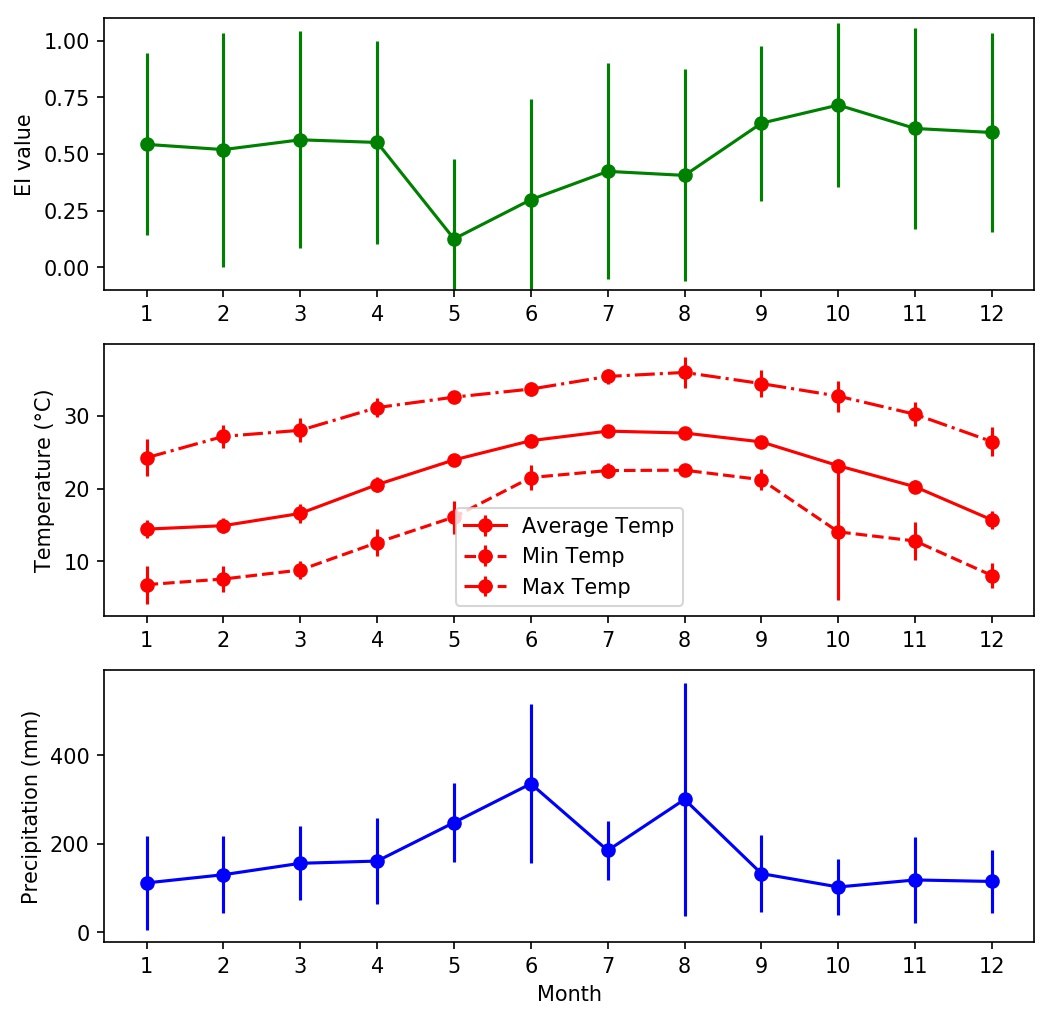 EI value
1.00
0.75
0.50
0.25
0.00
1 2 3 4 5 6 7 8 9 10 11 12
Temperature (°C)
30
20
10
Average Temp
Min Temp
Max Temp
1 2 3 4 5 6 7 8 9 10 11 12
Precipitation (mm)
400
200
0
1 2 3 4 5 6 7 8 9 10 11 12
Month